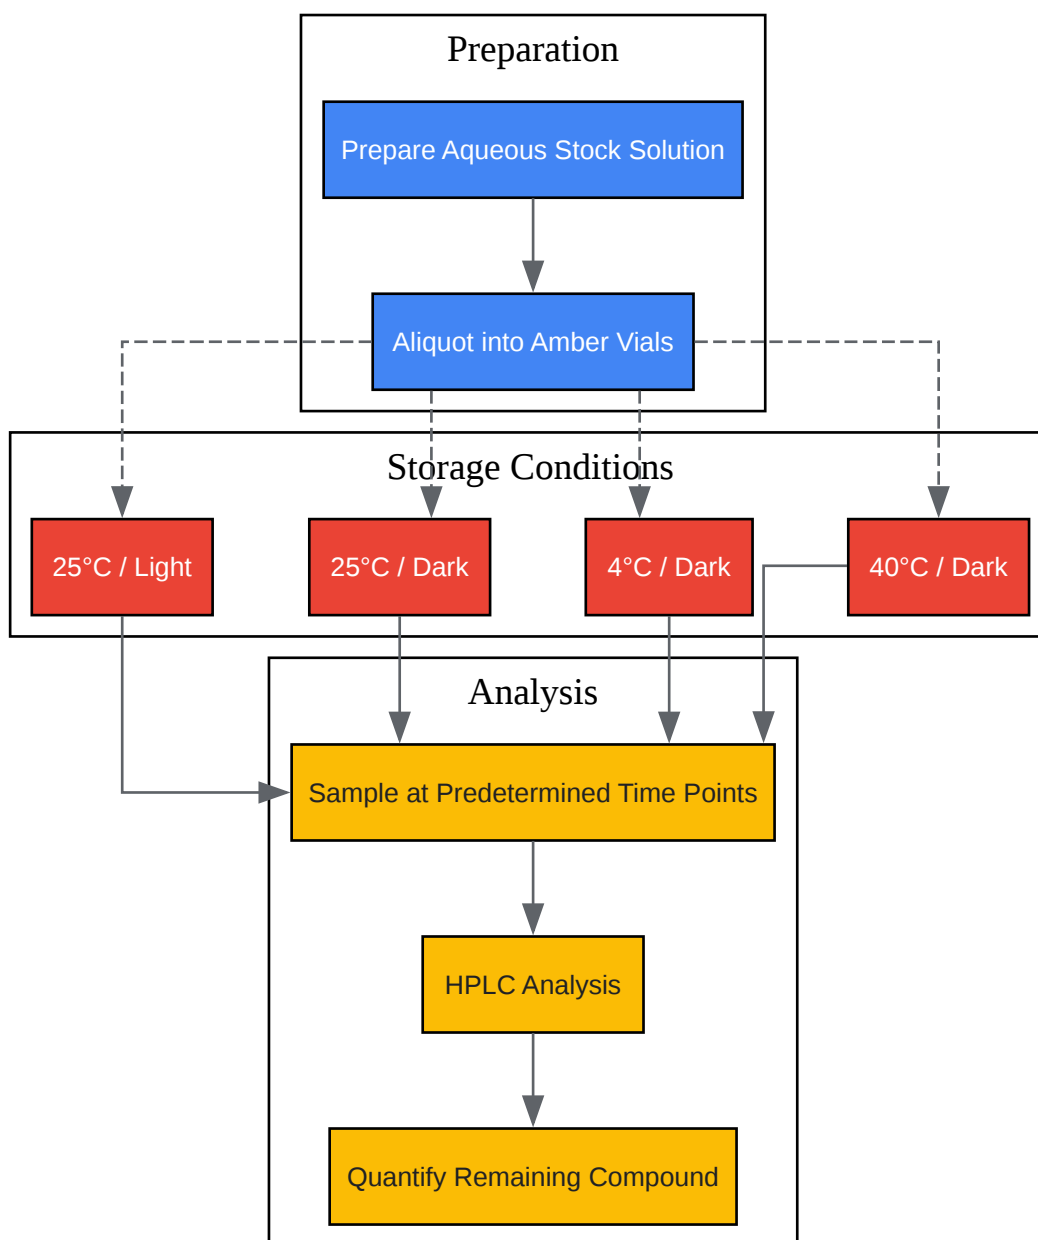 Preparation
Prepare Aqueous Stock Solution
Aliquot into Amber Vials
Storage Conditions
25°C / Light
25°C / Dark
4°C / Dark
40°C / Dark
Analysis
Sample at Predetermined Time Points
HPLC Analysis
Quantify Remaining Compound